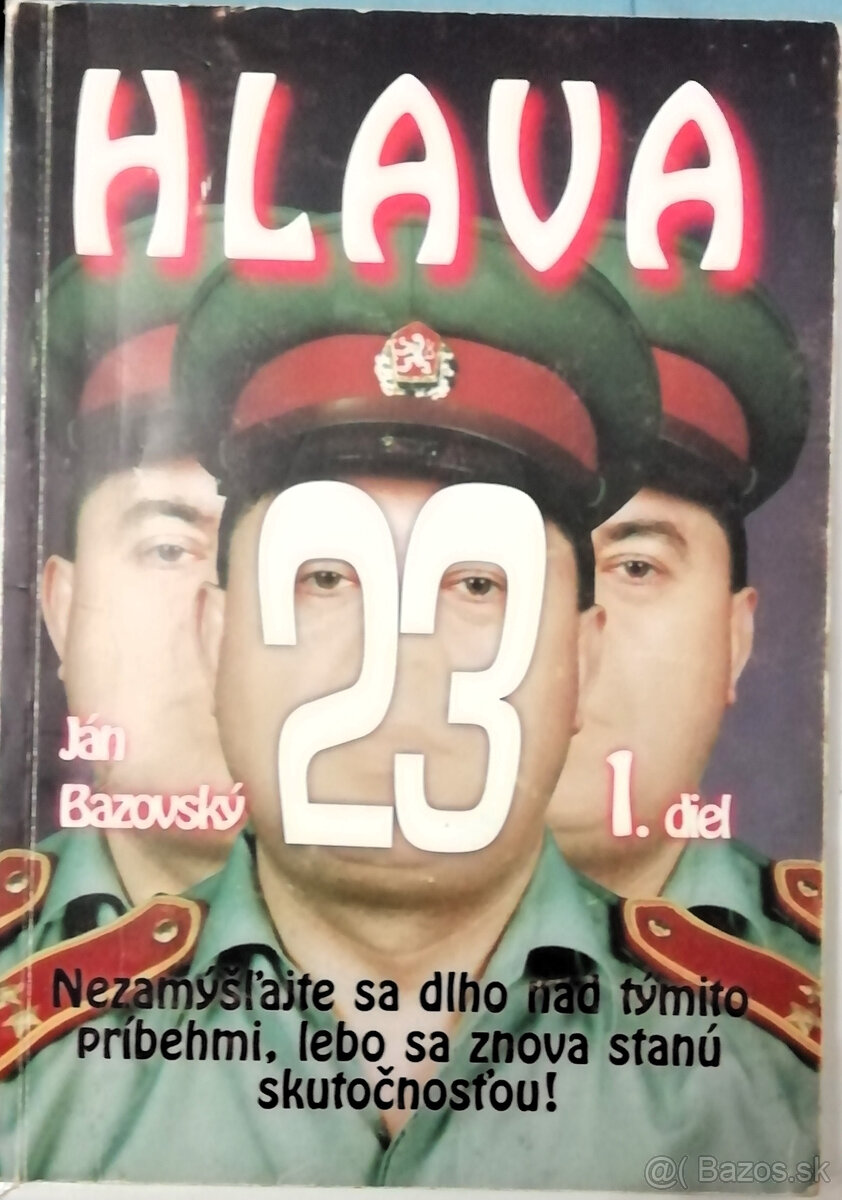 HLAVA
23
Ján
Bazovský
1. diel
Nezamýšľajte sa dlho nad týmito
príbehmi, lebo sa znova stanú
skutočnosťou!
@( Bazos.sk